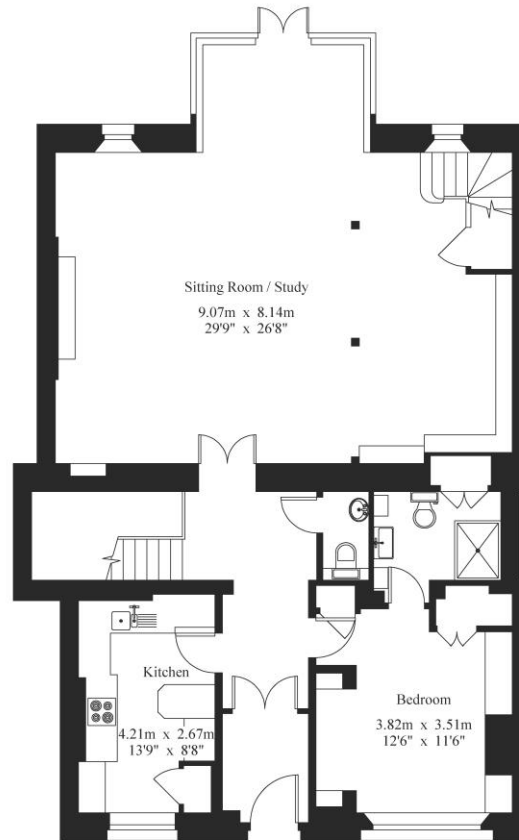 Sitting Room / Study
9.07m x 8.14m
29'9" x 26'8"
Kitchen
4.21m x 2.67m
13'9" x 8'8"
Bedroom
3.82m x 3.51m
12'6" x 11'6"